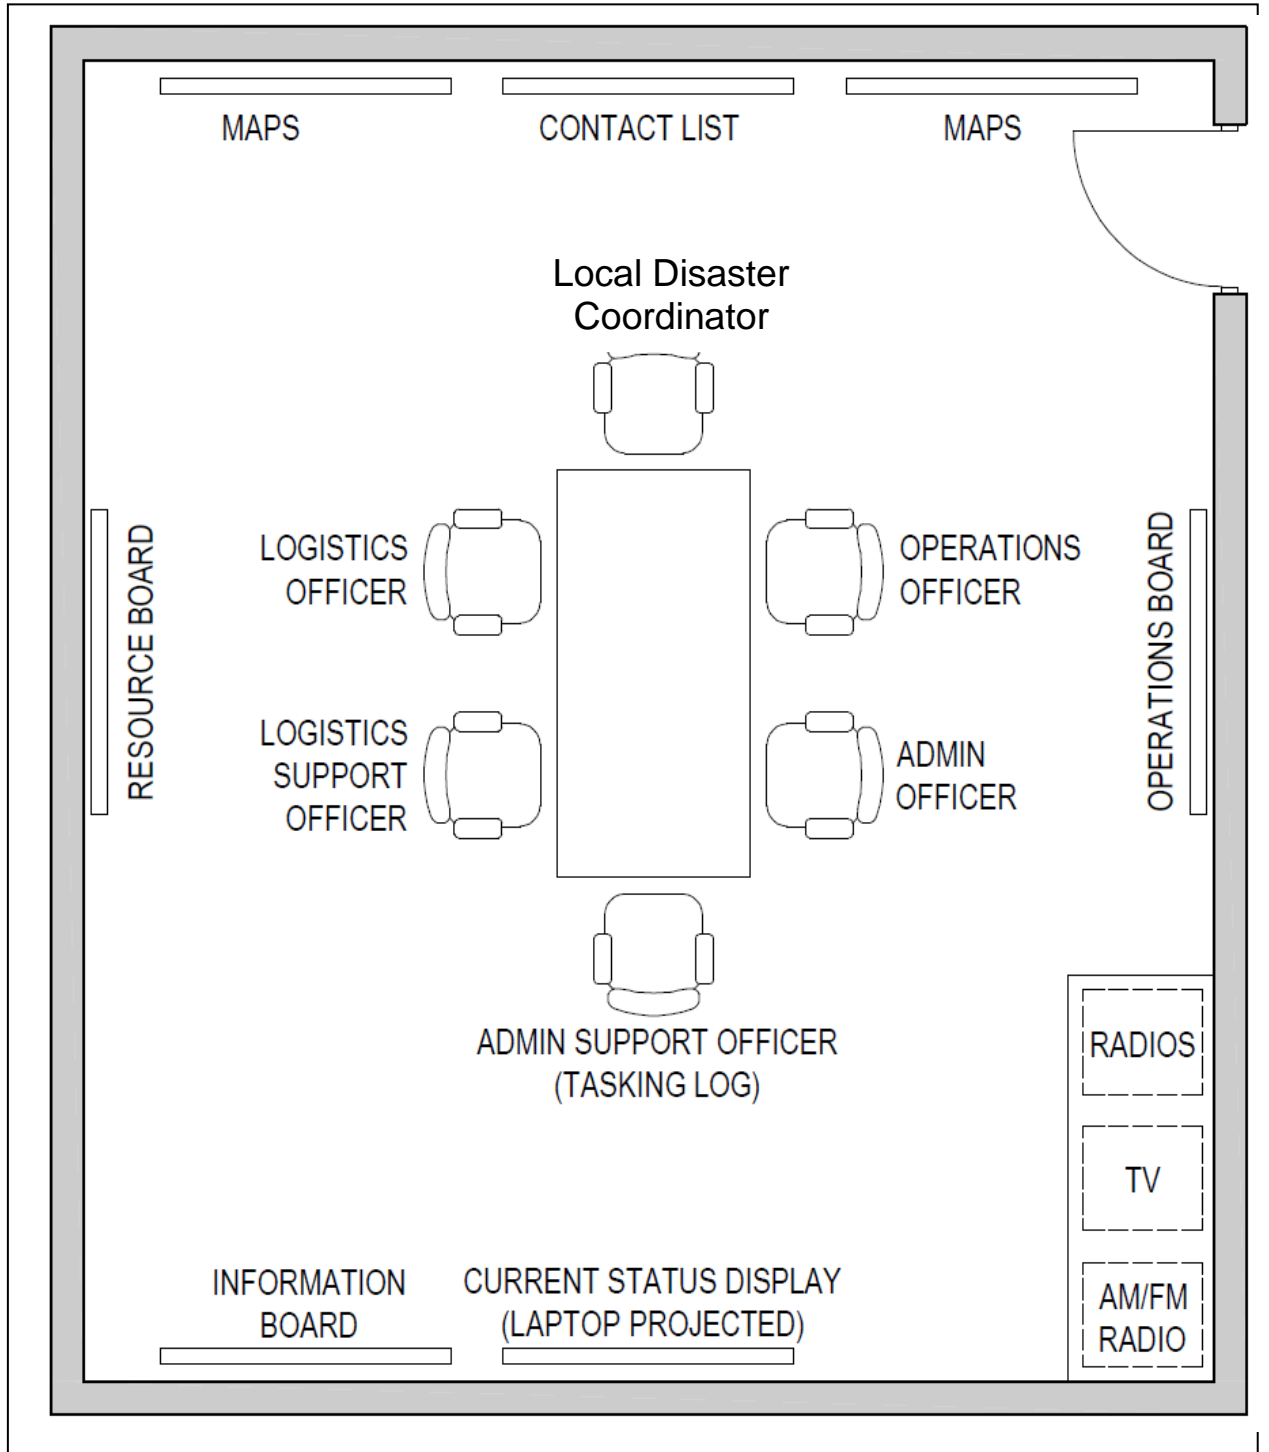 MAPS
CONTACT LIST
MAPS
Local Disaster
Coordinator
LOGISTICS
OFFICER
OPERATIONS
OFFICER
RESOURCE BOARD
OPERATIONS BOARD
LOGISTICS
SUPPORT
OFFICER
ADMIN
OFFICER
ADMIN SUPPORT OFFICER
(TASKING LOG)
RADIOS
TV
AM/FM
RADIO
INFORMATION
BOARD
CURRENT STATUS DISPLAY
(LAPTOP PROJECTED)